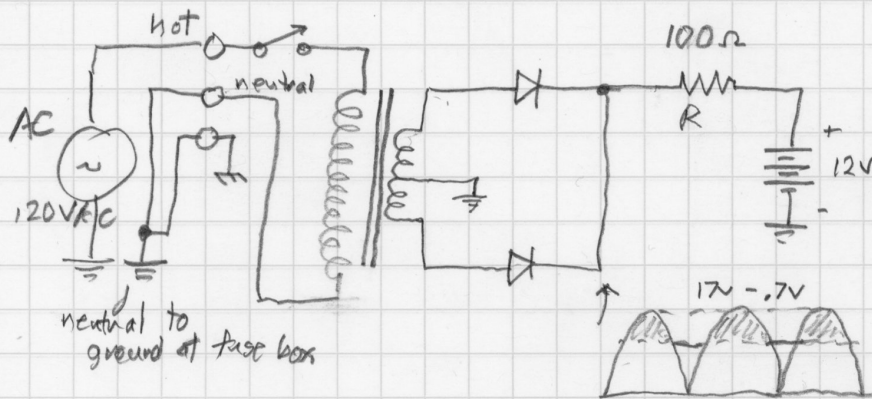 hot
100Ω
neutral
AC
R
~
+
12V
120VAC
-
17V - .7V
neutral to
ground at fuse box